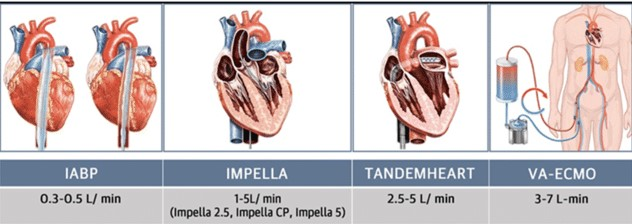 IABP
IMPELLA
TANDEMHEART
VA-ECMO
0.3-0.5 L/ min
1-5L/ min
(Impella 2.5, Impella CP, Impella 5)
2.5-5 L/ min
3-7 L-min